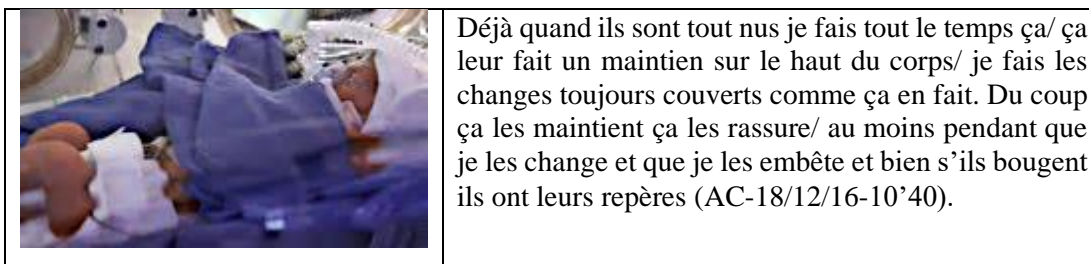 Déjà quand ils sont tout nus je fais tout le temps ça/ ça
leur fait un maintien sur le haut du corps/ je fais les
changes toujours couverts comme ça en fait. Du coup
ça les maintient ça les rassure/ au moins pendant que
je les change et que je les embête et bien s’ils bougent
ils ont leurs repères (AC-18/12/16-10’40).